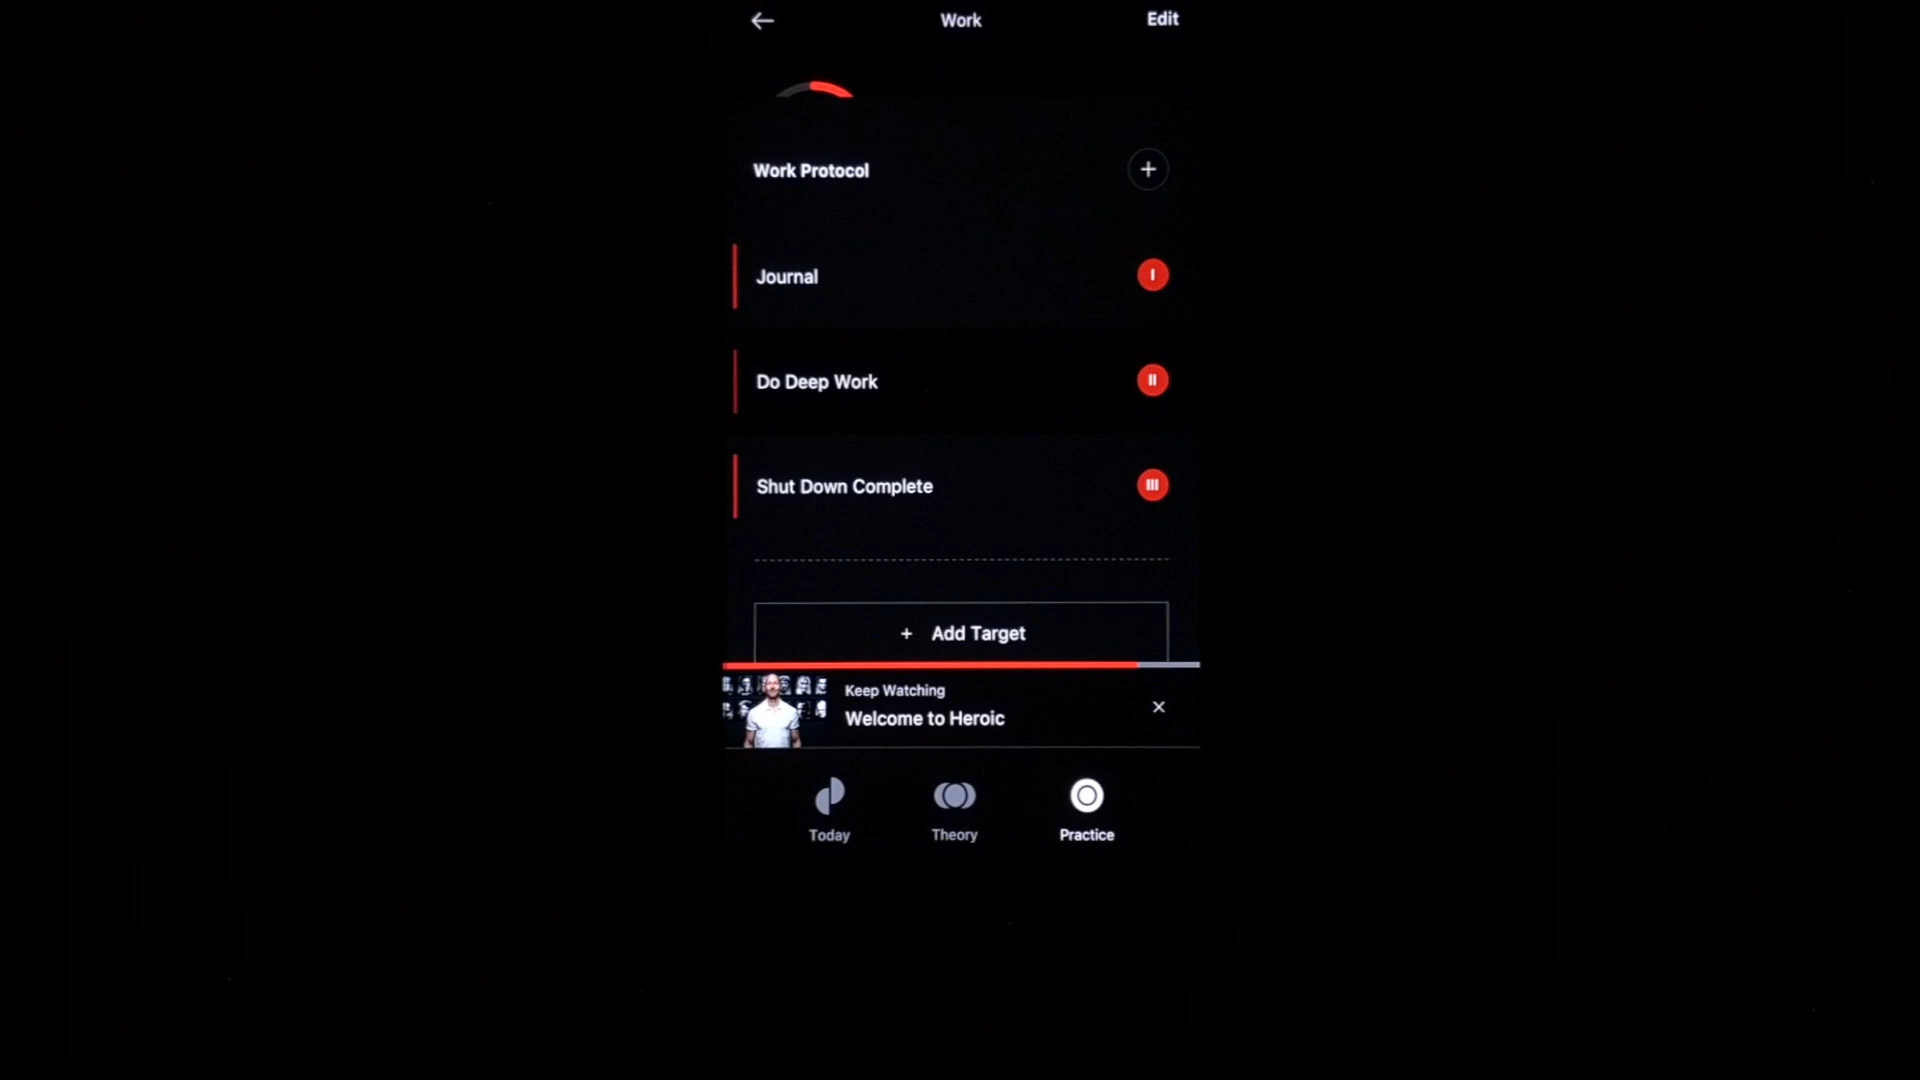 Work
Edit
Work Protocol
Journal
I
Do Deep Work
II
Shut Down Complete
III
+ Add Target
Keep Watching
Welcome to Heroic
Today
Theory
Practice